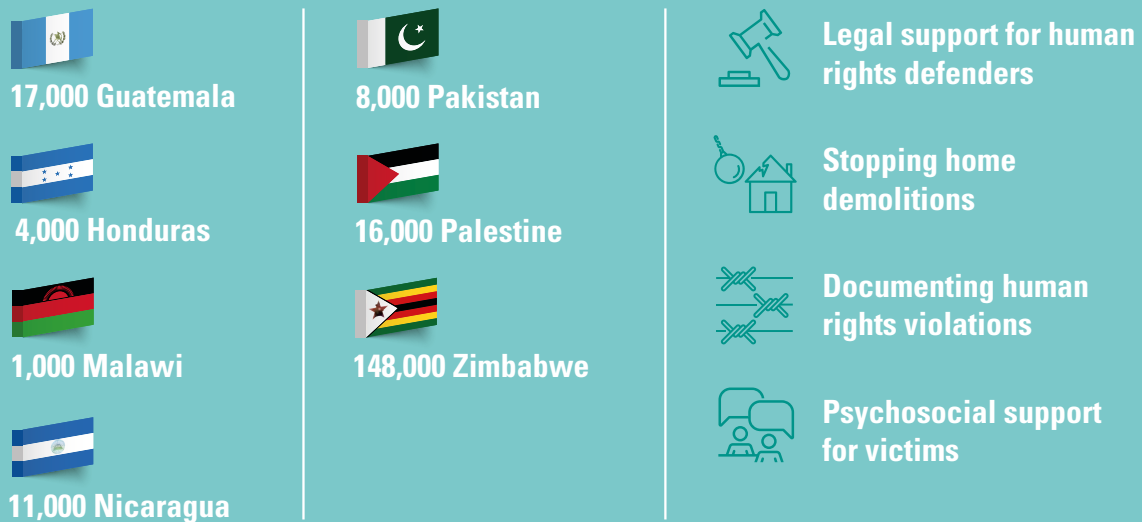 17,000 Guatemala
4,000 Honduras
1,000 Malawi
11,000 Nicaragua
8,000 Pakistan
16,000 Palestine
148,000 Zimbabwe
Legal support for human
rights defenders
Stopping home
demolitions
Documenting human
rights violations
Psychosocial support
for victims